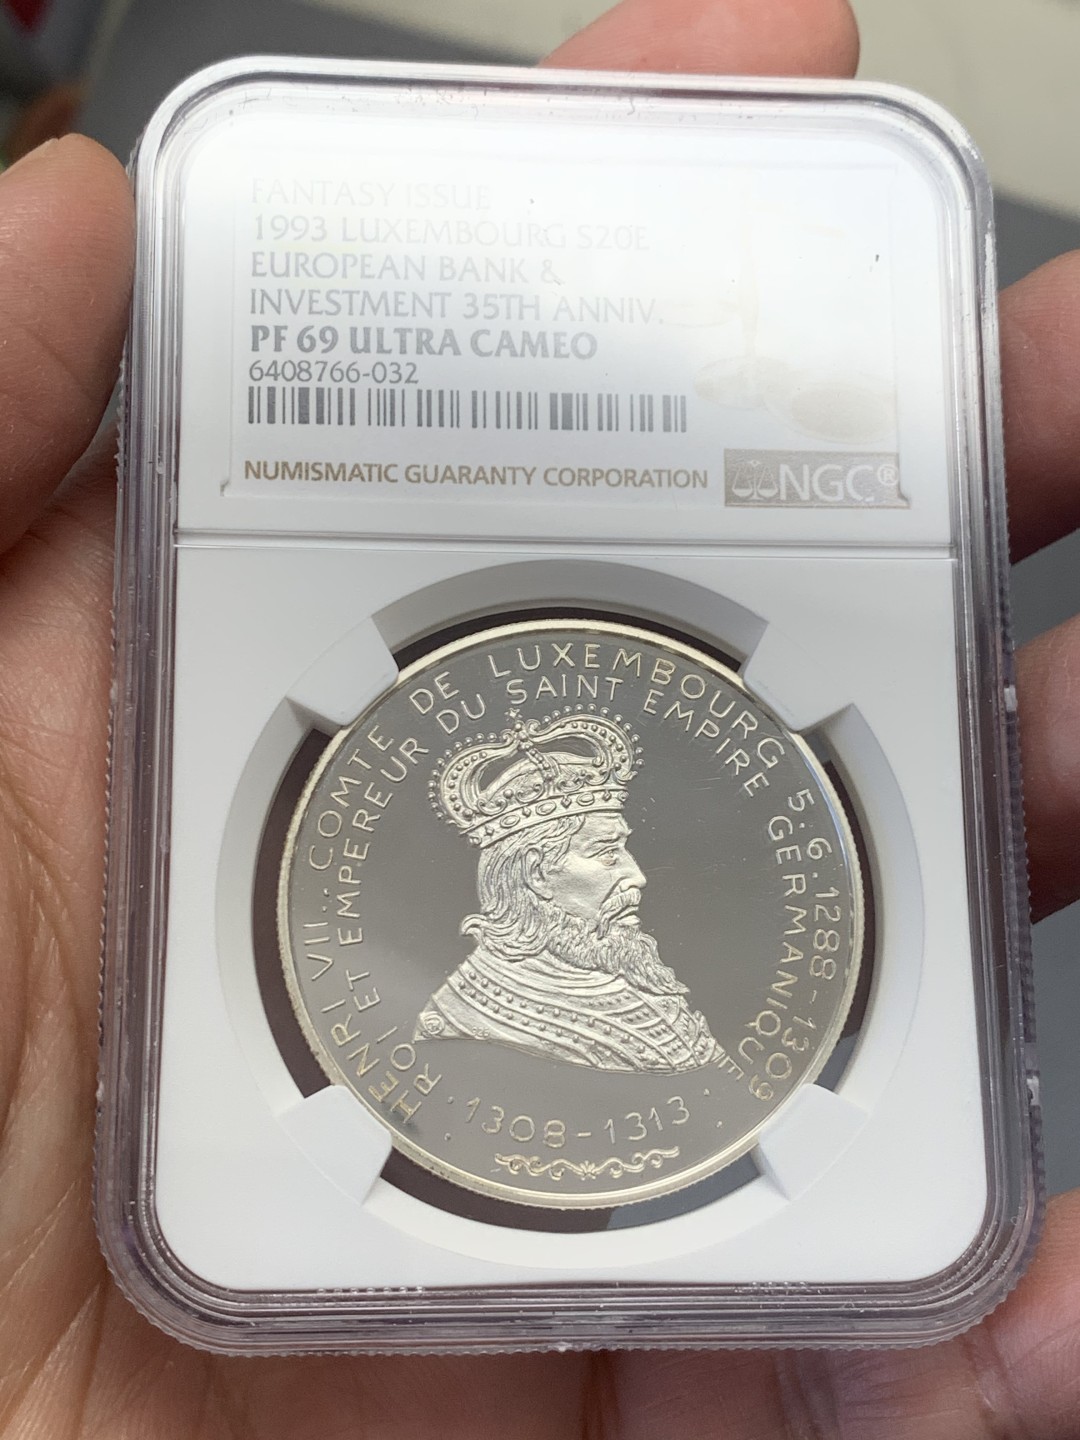 FANTASY ISSUE
1993 LUXEMBOURG S20E
EUROPEAN BANK &
INVESTMENT 35TH ANNIV.
PF 69 ULTRA CAMEO
6408766-032
NUMISMATIC GUARANTY CORPORATION
NGC®
HENRI VII.. COMTE DE LUXEMBOURG 5.6.1288-1309
ROI ET EMPEREUR DU SAINT EMPIRE GERMANIQUE
·1308-1313·